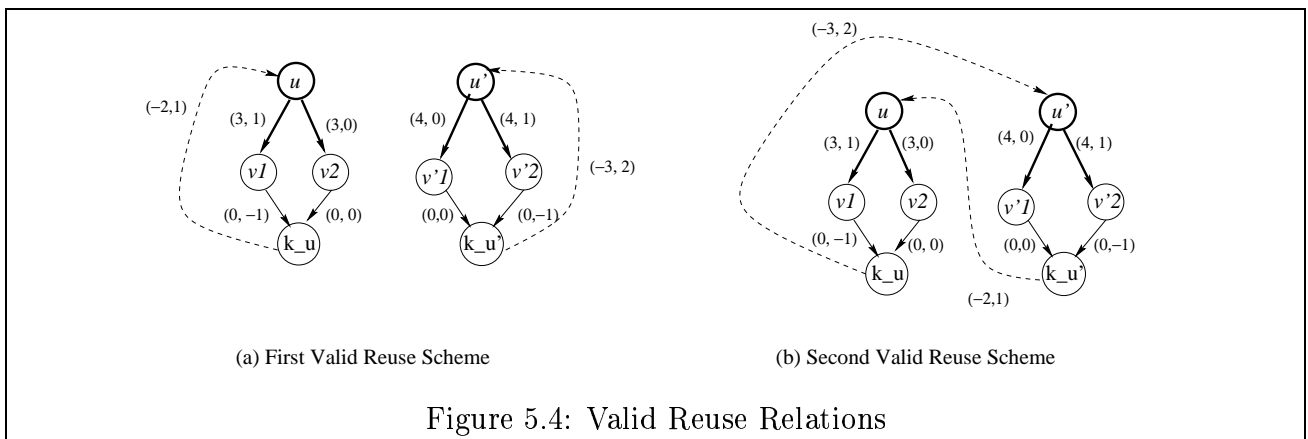 (−3, 2)
u
u'
(−2,1)
(3, 1)
(3,0)
(4, 0)
(4, 1)
v1
v2
v'1
v'2
(−3, 2)
(0, −1)
(0, 0)
(0,0)
(0,−1)
k_u
k_u'
u
u'
(3, 1)
(3,0)
(4, 0)
(4, 1)
v1
v2
v'1
v'2
(0, −1)
(0, 0)
(0,0)
(0,−1)
k_u
k_u'
(−2,1)
(a) First Valid Reuse Scheme
(b) Second Valid Reuse Scheme
Figure 5.4: Valid Reuse Relations